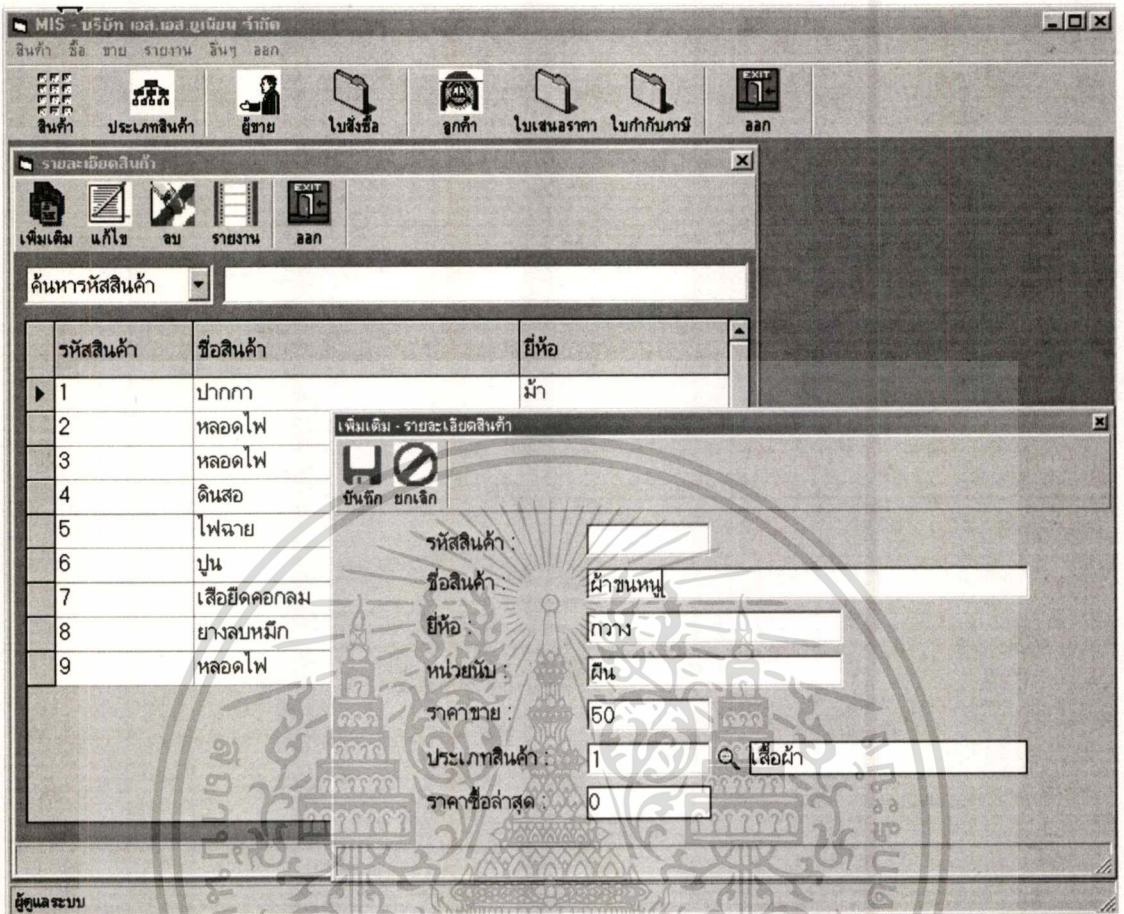 MIS - บริษัท เอส.เอส.ยูเนียน จำกัด
สินค้า ซื้อ ขาย รายงาน อื่นๆ ออก
EXIT
สินค้า ประเภทสินค้า ผู้ขาย ใบสั่งซื้อ ลูกค้า ใบเสนอราคา ใบกำกับภาษี ออก
รายละเอียดสินค้า
EXIT
เพิ่มเติม แก้ไข ลบ รายงาน ออก
ค้นหารหัสสินค้า
รหัสสินค้า ชื่อสินค้า ยี่ห้อ
1 ปากกา ม้า
2 หลอดไฟ
3 หลอดไฟ
4 ดินสอ
5 ไฟฉาย
6 ปูน
7 เสือยืดคอกลม
8 ยางลบหมึก
9 หลอดไฟ
เพิ่มเติม - รายละเอียดสินค้า
บันทึก ยกเลิก
รหัสสินค้า :
ชื่อสินค้า : ผ้าขนหนู
ยี่ห้อ : กวาง
หน่วยนับ : ผืน
ราคาขาย : 50
ประเภทสินค้า : 1 เสื้อผ้า
ราคาซื้อล่าสุด : 0
ผู้ดูแลระบบ